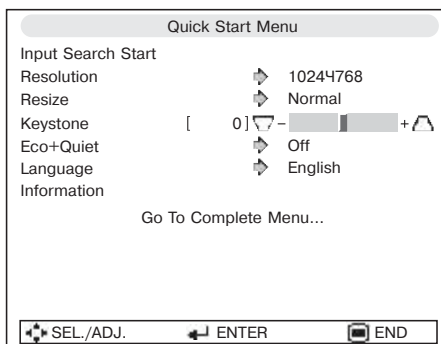 Quick Start Menu
Input Search Start
Resolution 1024Ч768
Resize Normal
Keystone [ 0] – +
Eco+Quiet Off
Language English
Information
Go To Complete Menu...
SEL./ADJ. ENTER END